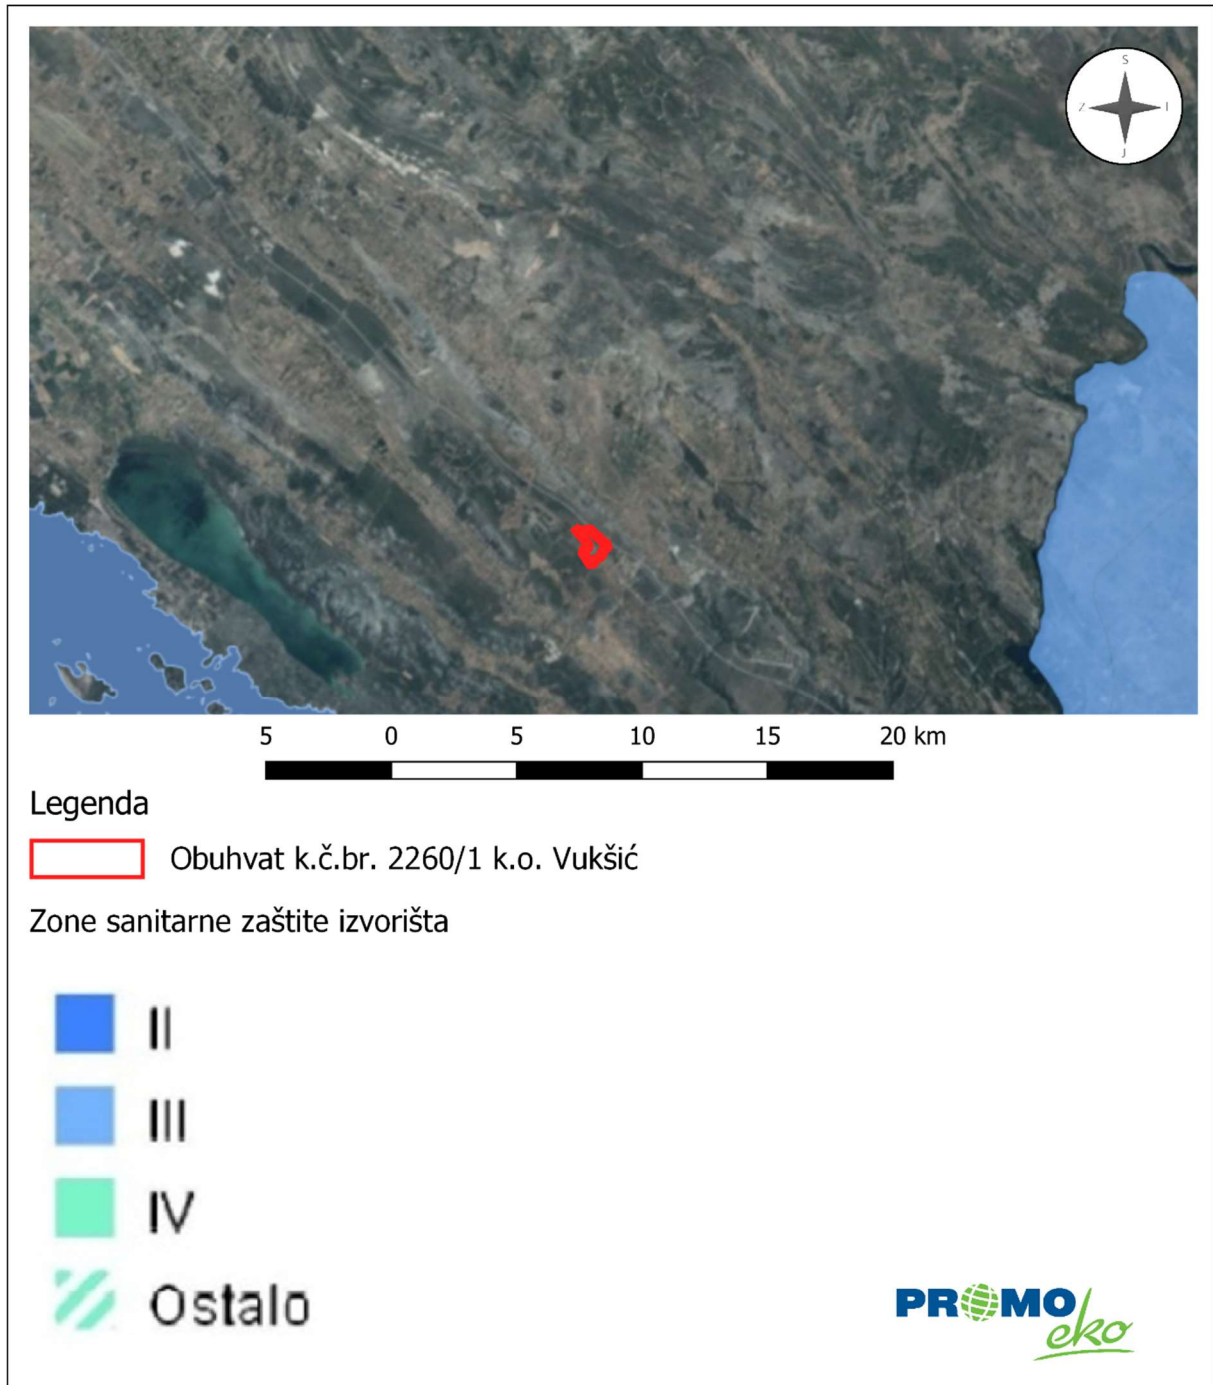 S
Z I
J
5 0 5 10 15 20 km
Legenda
Obuhvat k.č.br. 2260/1 k.o. Vukšić
Zone sanitarne zaštite izvorišta
II
III
IV
Ostalo
PROMO
eko